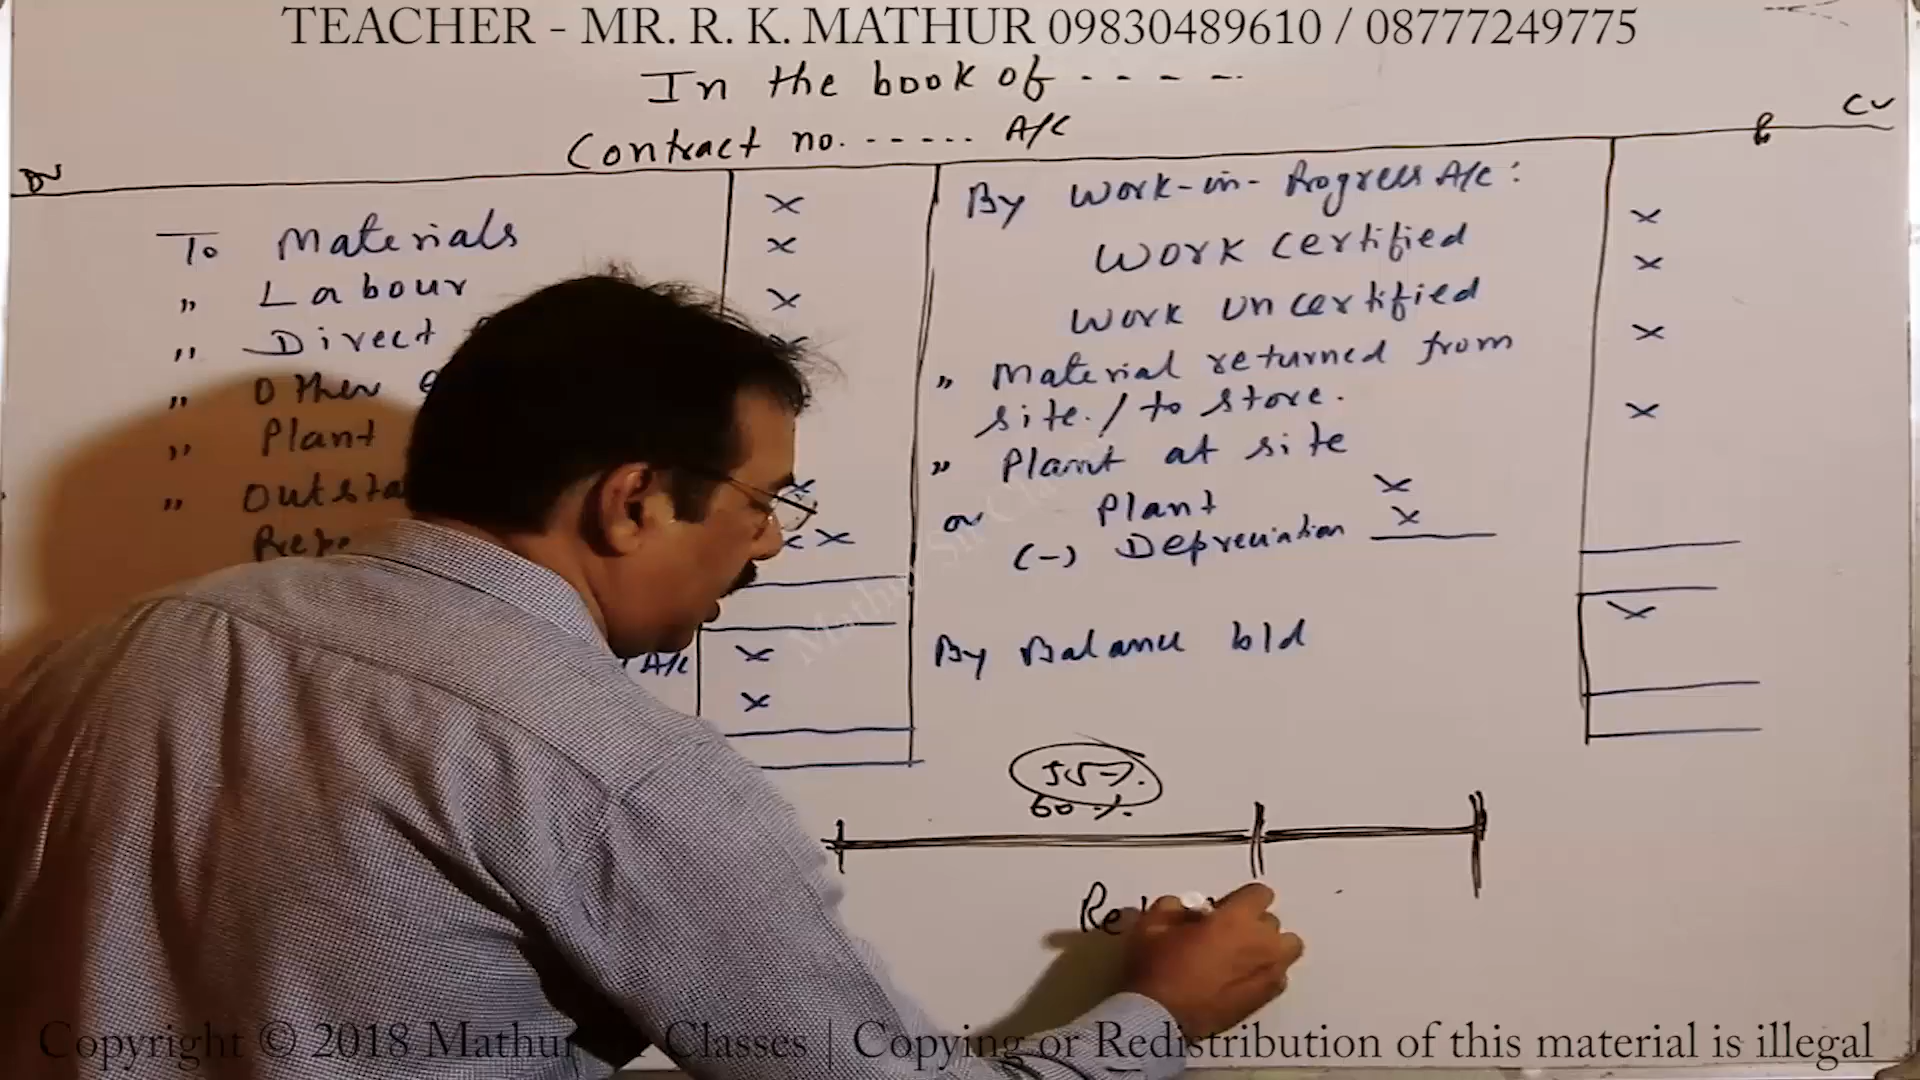 TEACHER - MR. R. K. MATHUR 09830489610 / 08777249775
In the book of - - - - -
Contract no. ------ A/C
Dr
Cr
To Materials x
" Labour x
" Direct x
" Other
" Plant
" Outsta x
Prep x x
A/c x
x
By Work-in-Progress A/c:
Work certified x
Work uncertified x
" Material returned from
site./to store. x
" Plant at site x
or Plant x
(-) Depreciation x
By Balance b/d x
55%
60%
Copyright © 2018 Mathur Classes | Copying or Redistribution of this material is illegal